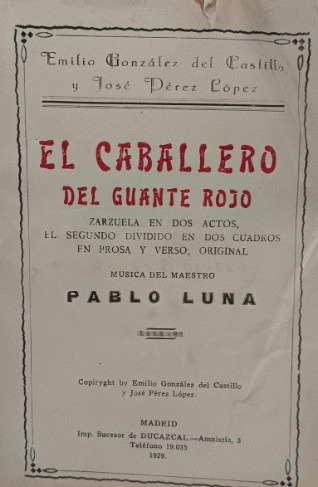 Emilio González del Castillo
y José Pérez López
EL CABALLERO
DEL GUANTE ROJO
ZARZUELA EN DOS ACTOS,
EL SEGUNDO DIVIDIDO EN DOS CUADROS
EN PROSA Y VERSO, ORIGINAL
MUSICA DEL MAESTRO
PABLO LUNA
Copiryght by Emilio González del Castillo
y José Pérez López.
MADRID
Imp. Sucesor de DUCAZCAL.—Amnistía, 3
Teléfono 19.035
1929.